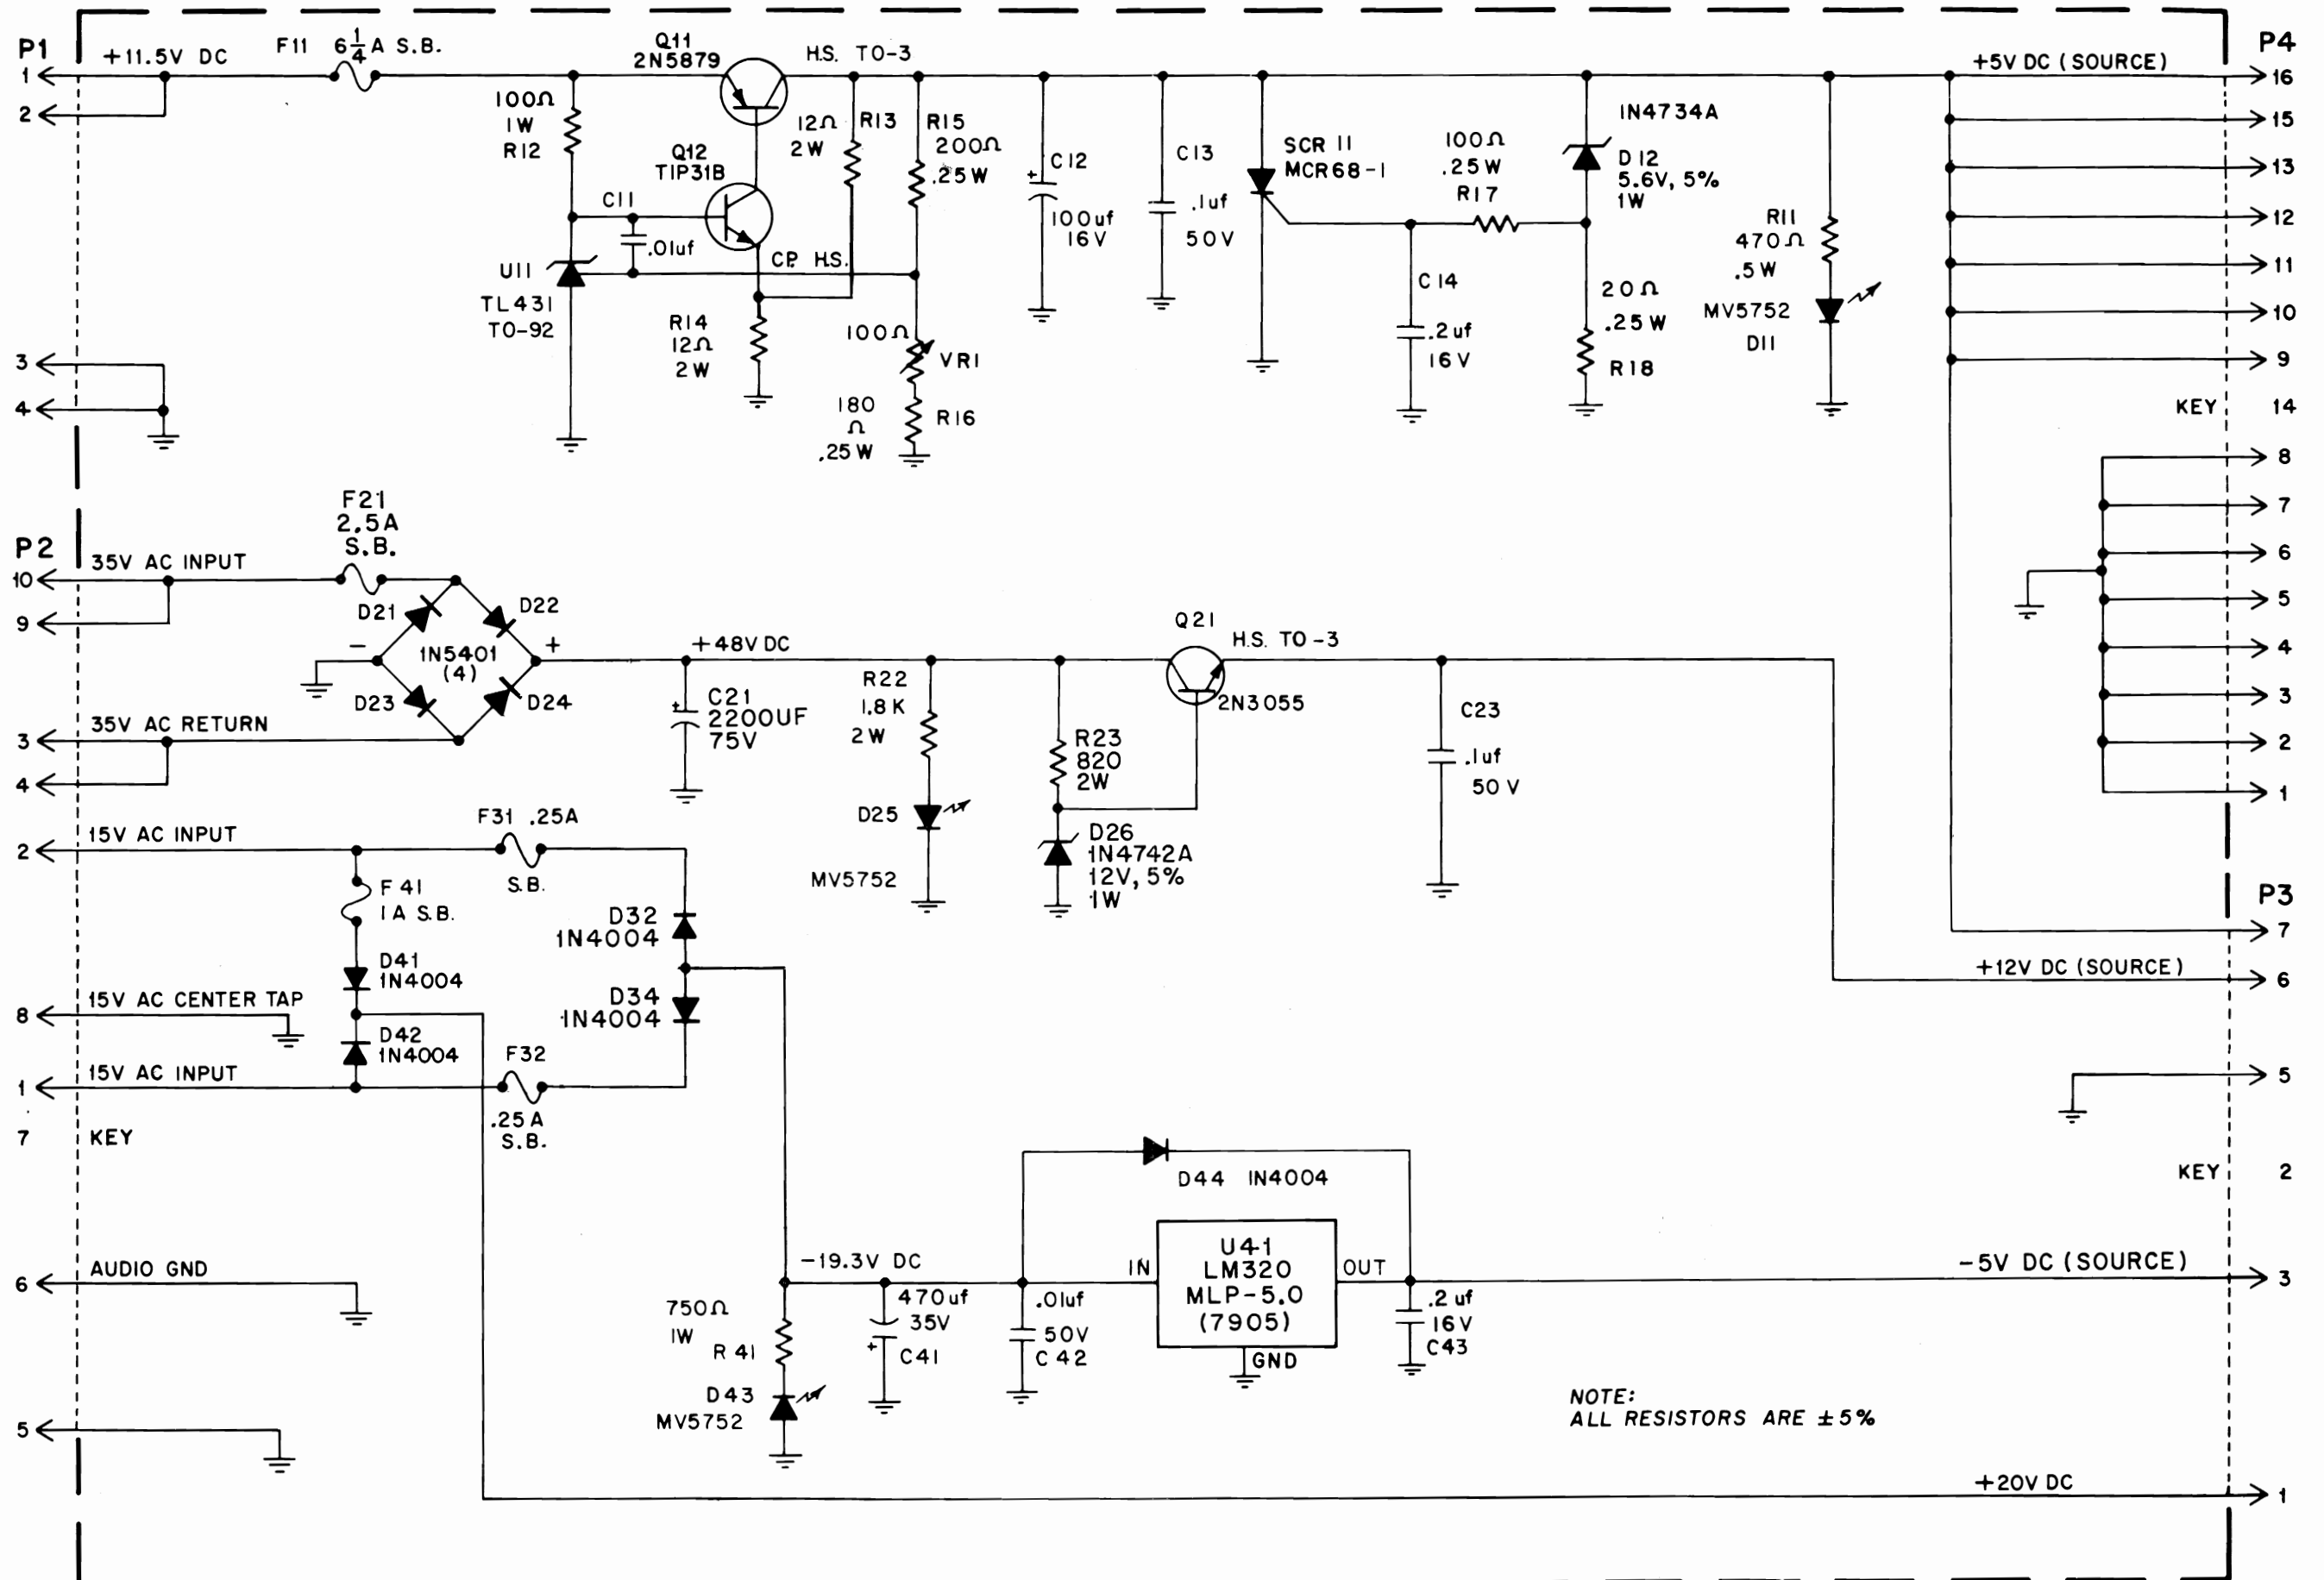 P1
1
+11.5V DC
F11 6 1/4 A S.B.
2
3
4
100Ω
1W
R12
Q11
2N5879
H.S. TO-3
Q12
TIP31B
C11
.01uf
U11
TL431
TO-92
C.P. H.S.
12Ω
2W
R13
R14
12Ω
2W
R15
200Ω
.25W
100Ω
VR1
180
Ω
.25W
R16
+
C12
100uf
16V
C13
.1uf
50V
SCR 11
MCR68-1
100Ω
.25W
R17
C14
.2uf
16V
1N4734A
D12
5.6V, 5%
1W
20Ω
.25W
R18
R11
470Ω
.5W
MV5752
D11
+5V DC (SOURCE)
P4
16
15
13
12
11
10
9
KEY 14
8
7
6
5
4
3
2
1
P2
10
35V AC INPUT
9
F21
2.5A
S.B.
D21
D22
-
1N5401
(4)
+
D23
D24
3
35V AC RETURN
4
+48V DC
+
C21
2200UF
75V
R22
1.8K
2W
D25
MV5752
R23
820
2W
D26
1N4742A
12V, 5%
1W
Q21
H.S. TO-3
2N3055
C23
.1uf
50V
2
15V AC INPUT
F31 .25A
S.B.
F41
1A S.B.
D41
1N4004
D32
1N4004
8
15V AC CENTER TAP
D42
1N4004
D34
1N4004
1
15V AC INPUT
F32
.25A
S.B.
7 KEY
6
AUDIO GND
5
P3
7
+12V DC (SOURCE)
6
5
KEY 2
D44 1N4004
-19.3V DC
750Ω
1W
R41
D43
MV5752
470uf
35V
+
C41
.01uf
50V
C42
IN
U41
LM320
MLP-5.0
(7905)
OUT
GND
.2uf
16V
C43
-5V DC (SOURCE)
3
NOTE:
ALL RESISTORS ARE ±5%
+20V DC
1